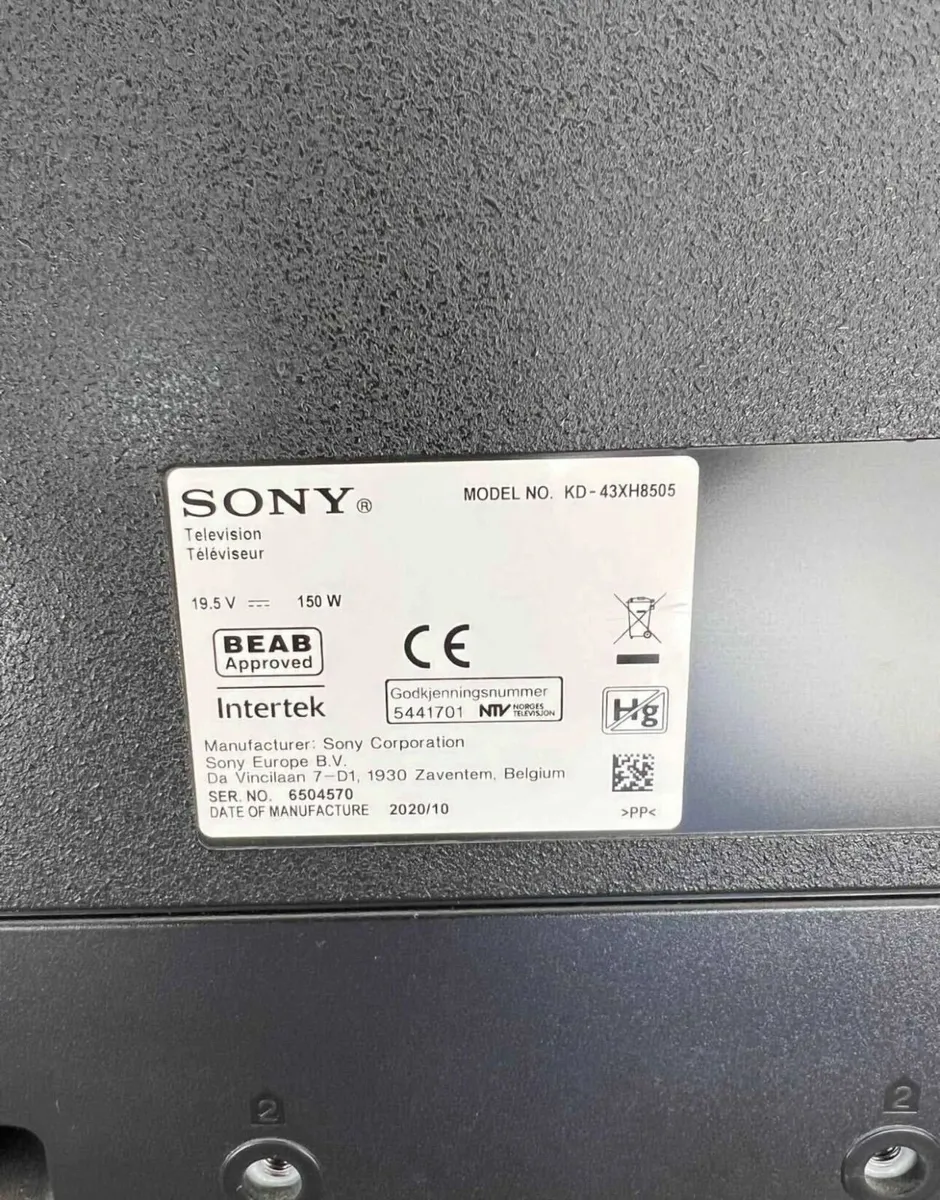 SONY®
MODEL NO. KD-43XH8505
Television
Téléviseur
19.5 V ⎓ 150 W
BEAB
Approved
CE
Intertek
Godkjenningsnummer
5441701 NTV NORGES
TELEVISJON
Hg
Manufacturer: Sony Corporation
Sony Europe B.V.
Da Vincilaan 7-D1, 1930 Zaventem, Belgium
SER. NO. 6504570
DATE OF MANUFACTURE 2020/10
>PP<
2
2